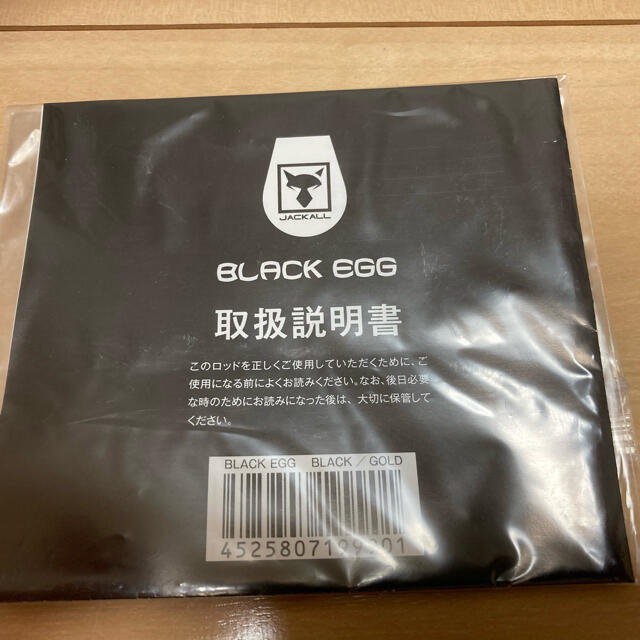 JACKALL
BLACK EGG
取扱説明書
このロッドを正しくご使用していただくために、ご
使用になる前によくお読みください。なお、後日必要
な時のためにお読みになった後は、大切に保管して
ください。
BLACK EGG BLACK／GOLD